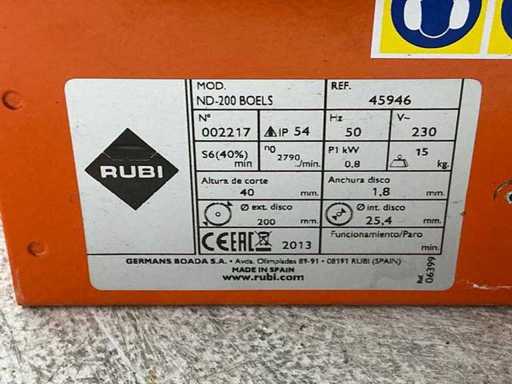 MOD.
ND-200 BOELS
REF.
45946
Nº
002217
IP 54
Hz
50
V~
230
S6(40%)
min.
n0
2790
/min.
P1 kW
0,8
15
kg.
RUBI
Altura de corte
40 mm.
Anchura disco
1,8 mm.
Ø ext. disco
200 mm.
Ø int. disco
25,4 mm.
CE EAC 2013
Funcionamiento/Paro
min.
GERMANS BOADA S.A. • Avda. Olimpíades 89-91 • 08191 RUBI (SPAIN)
MADE IN SPAIN
www.rubi.com
Ref. 06399